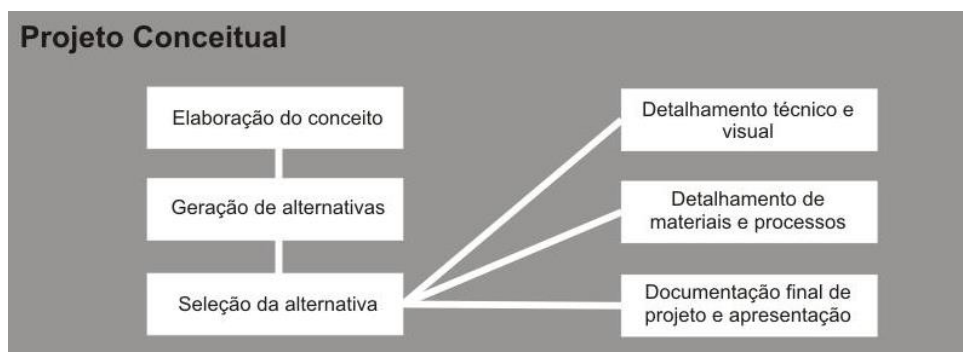 Projeto Conceitual
Elaboração do conceito
Geração de alternativas
Seleção da alternativa
Detalhamento técnico e
visual
Detalhamento de
materiais e processos
Documentação final de
projeto e apresentação